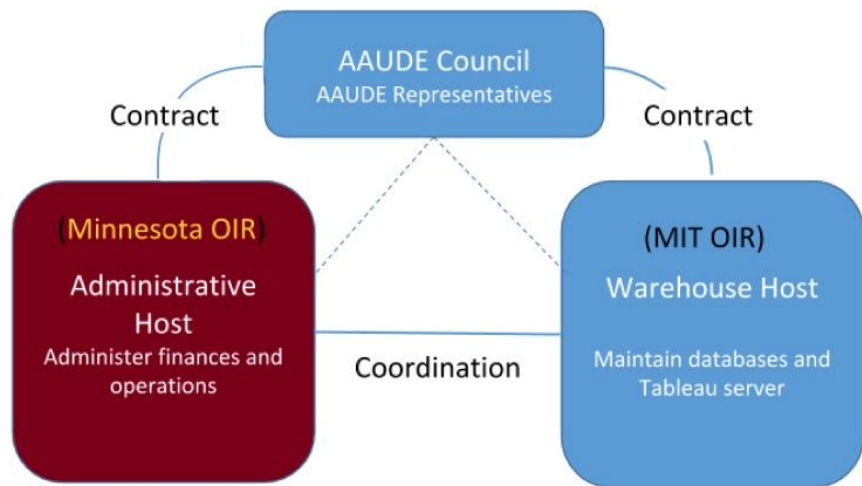 AAUDE Council
AAUDE Representatives
Contract
Contract
(Minnesota OIR)
Administrative
Host
Administer finances and
operations
(MIT OIR)
Warehouse Host
Maintain databases and
Tableau server
Coordination